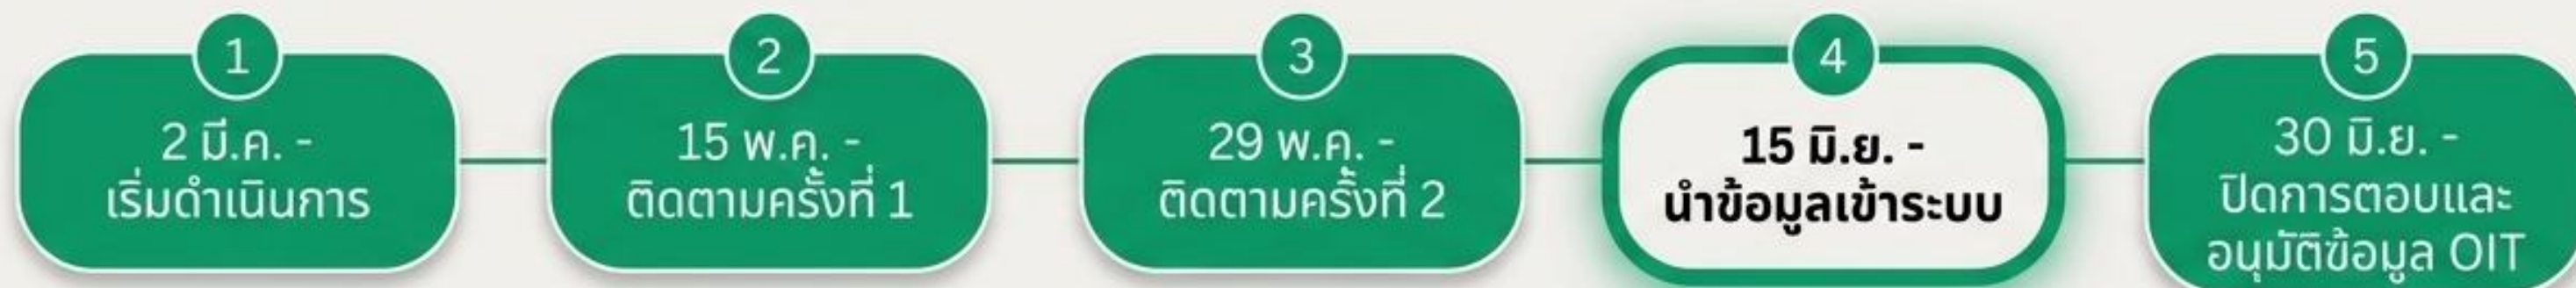 1
2 มี.ค. -
เริ่มดำเนินการ
2
15 พ.ค. -
ติดตามครั้งที่ 1
3
29 พ.ค. -
ติดตามครั้งที่ 2
4
15 มิ.ย. -
นำข้อมูลเข้าระบบ
5
30 มิ.ย. -
ปิดการตอบและ
อนุมัติข้อมูล OIT